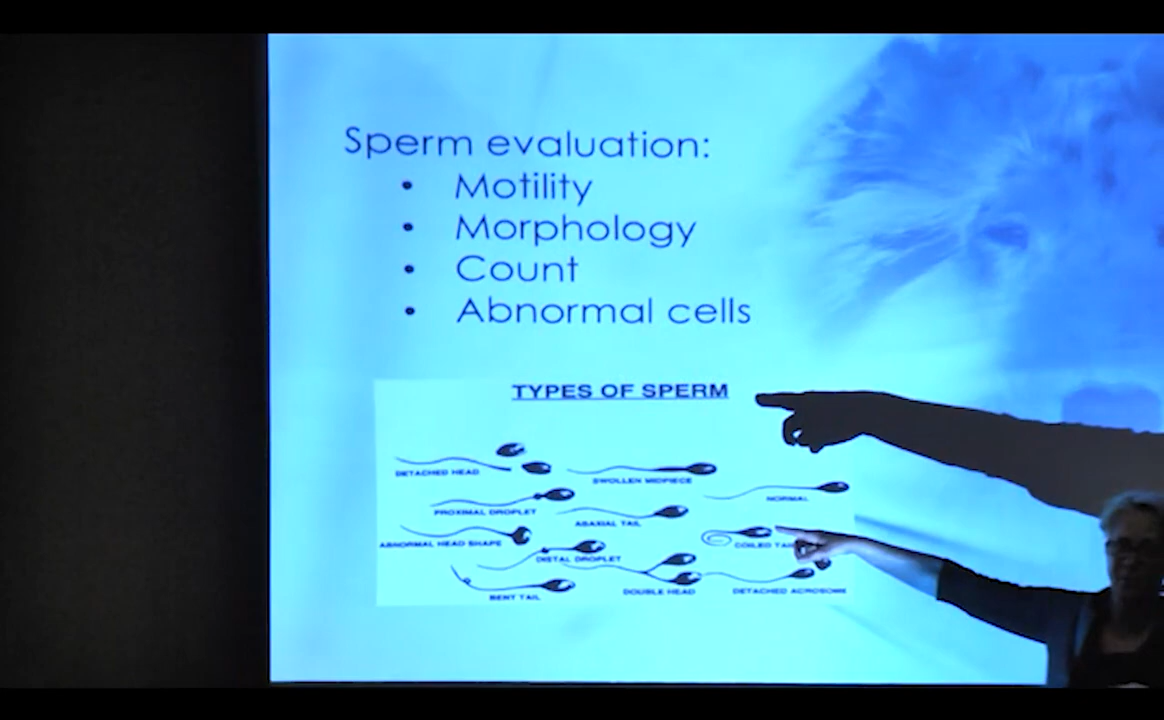 Sperm evaluation:
• Motility
• Morphology
• Count
• Abnormal cells
TYPES OF SPERM
DETACHED HEAD
SWOLLEN MIDPIECE
NORMAL
PROXIMAL DROPLET
ABAXIAL TAIL
ABNORMAL HEAD SHAPE
COILED
DISTAL DROPLET
BENT TAIL
DOUBLE HEAD
DETACHED ACROSOME